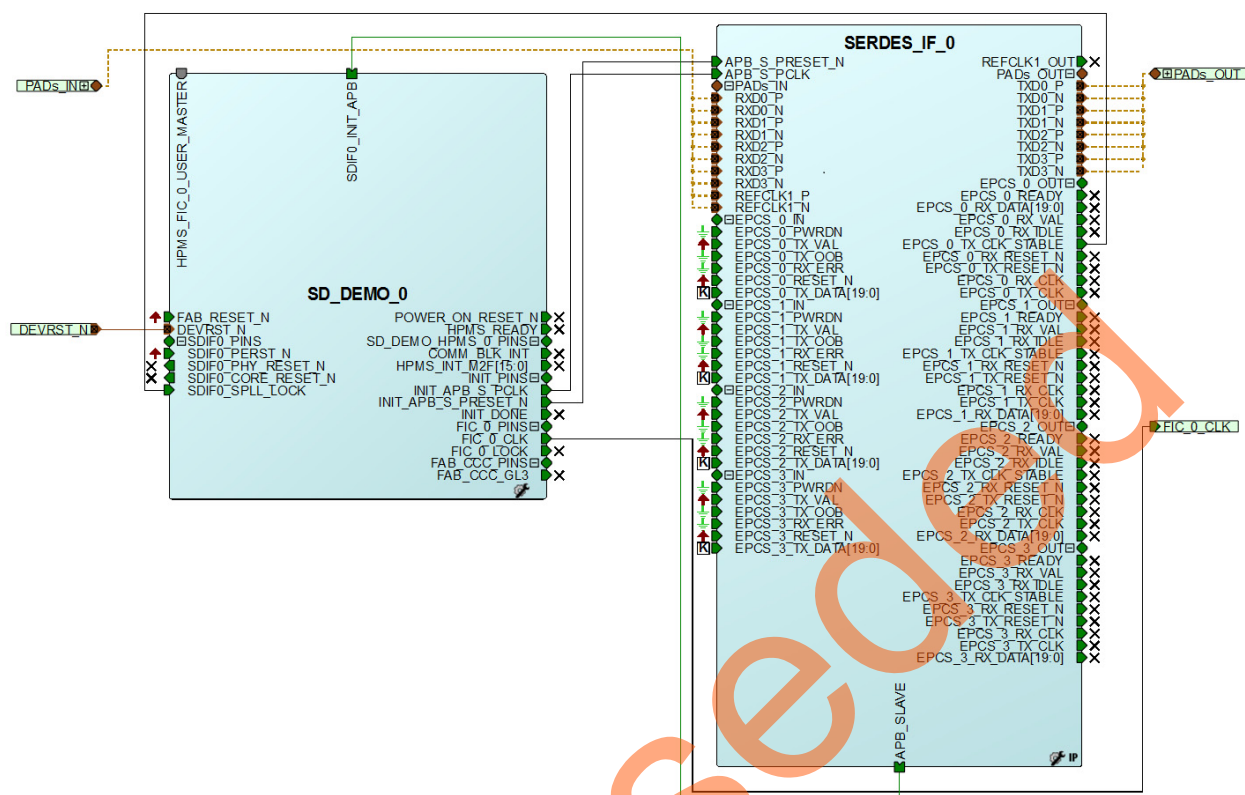 SERDES_IF_0
APB_S_PRESET_N
APB_S_PCLK
PADs_IN
RXD0_P
RXD0_N
RXD1_P
RXD1_N
RXD2_P
RXD2_N
RXD3_P
RXD3_N
REFCLK1_P
REFCLK1_N
EPCS_0_IN
EPCS_0_PWRDN
EPCS_0_TX_VAL
EPCS_0_TX_OOB
EPCS_0_RX_ERR
EPCS_0_RESET_N
K EPCS_0_TX_DATA[19:0]
EPCS_1_IN
EPCS_1_PWRDN
EPCS_1_TX_VAL
EPCS_1_TX_OOB
EPCS_1_RX_ERR
EPCS_1_RESET_N
K EPCS_1_TX_DATA[19:0]
EPCS_2_IN
EPCS_2_PWRDN
EPCS_2_TX_VAL
EPCS_2_TX_OOB
EPCS_2_RX_ERR
EPCS_2_RESET_N
K EPCS_2_TX_DATA[19:0]
EPCS_3_IN
EPCS_3_PWRDN
EPCS_3_TX_VAL
EPCS_3_TX_OOB
EPCS_3_RX_ERR
EPCS_3_RESET_N
K EPCS_3_TX_DATA[19:0]
REFCLK1_OUT
PADs_OUT
TXD0_P
TXD0_N
TXD1_P
TXD1_N
TXD2_P
TXD2_N
TXD3_P
TXD3_N
EPCS_0_OUT
EPCS_0_READY
EPCS_0_RX_DATA[19:0]
EPCS_0_RX_VAL
EPCS_0_RX_IDLE
EPCS_0_TX_CLK_STABLE
EPCS_0_RX_RESET_N
EPCS_0_TX_RESET_N
EPCS_0_RX_CLK
EPCS_0_TX_CLK
EPCS_1_OUT
EPCS_1_READY
EPCS_1_RX_VAL
EPCS_1_RX_IDLE
EPCS_1_TX_CLK_STABLE
EPCS_1_RX_RESET_N
EPCS_1_TX_RESET_N
EPCS_1_RX_CLK
EPCS_1_TX_CLK
EPCS_1_RX_DATA[19:0]
EPCS_2_OUT
EPCS_2_READY
EPCS_2_RX_VAL
EPCS_2_RX_IDLE
EPCS_2_TX_CLK_STABLE
EPCS_2_RX_RESET_N
EPCS_2_TX_RESET_N
EPCS_2_RX_CLK
EPCS_2_TX_CLK
EPCS_2_RX_DATA[19:0]
EPCS_3_OUT
EPCS_3_READY
EPCS_3_RX_VAL
EPCS_3_RX_IDLE
EPCS_3_TX_CLK_STABLE
EPCS_3_RX_RESET_N
EPCS_3_TX_RESET_N
EPCS_3_RX_CLK
EPCS_3_TX_CLK
EPCS_3_RX_DATA[19:0]
APB_SLAVE
IP
PADs_IN
PADs_OUT
DEVRST_N
FIC_0_CLK
HPMS_FIC_0_USER_MASTER
SDIF0_INIT_APB
SD_DEMO_0
FAB_RESET_N
DEVRST_N
SDIF0_PINS
SDIF0_PERST_N
SDIF0_PHY_RESET_N
SDIF0_CORE_RESET_N
SDIF0_SPLL_LOCK
POWER_ON_RESET_N
HPMS_READY
SD_DEMO_HPMS_0_PINS
COMM_BLK_INT
HPMS_INT_M2F[15:0]
INIT_PINS
INIT_APB_S_PCLK
INIT_APB_S_PRESET_N
INIT_DONE
FIC_0_PINS
FIC_0_CLK
FIC_0_LOCK
FAB_CCC_PINS
FAB_CCC_GL3
seded